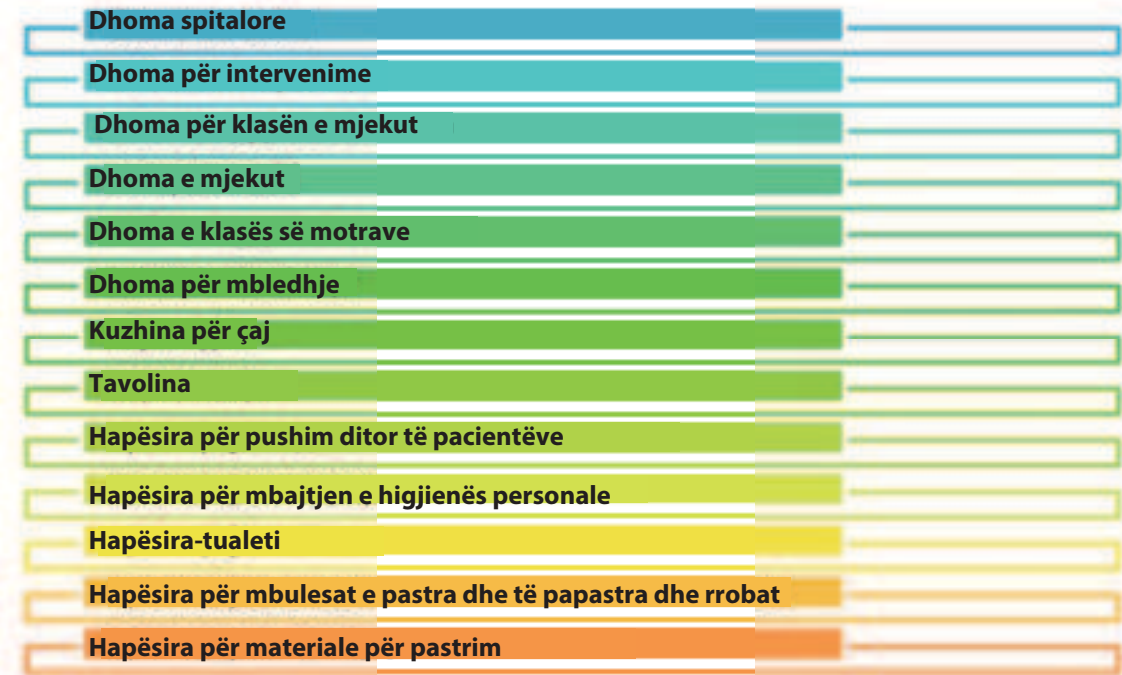 Dhoma spitalore
Dhoma për intervenime
Dhoma për klasën e mjekut
Dhoma e mjekut
Dhoma e klasës së motrave
Dhoma për mbledhje
Kuzhina për çaj
Tavolina
Hapësira për pushim ditor të pacientëve
Hapësira për mbajtjen e higjienës personale
Hapësira-tualeti
Hapësira për mbulesat e pastra dhe të papastra dhe rrobat
Hapësira për materiale për pastrim